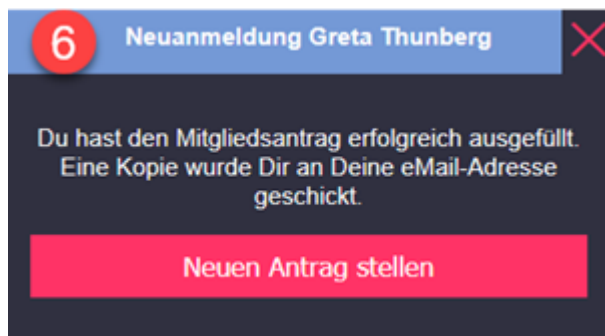 6
Neuanmeldung Greta Thunberg
Du hast den Mitgliedsantrag erfolgreich ausgefüllt.
Eine Kopie wurde Dir an Deine eMail-Adresse
geschickt.
Neuen Antrag stellen